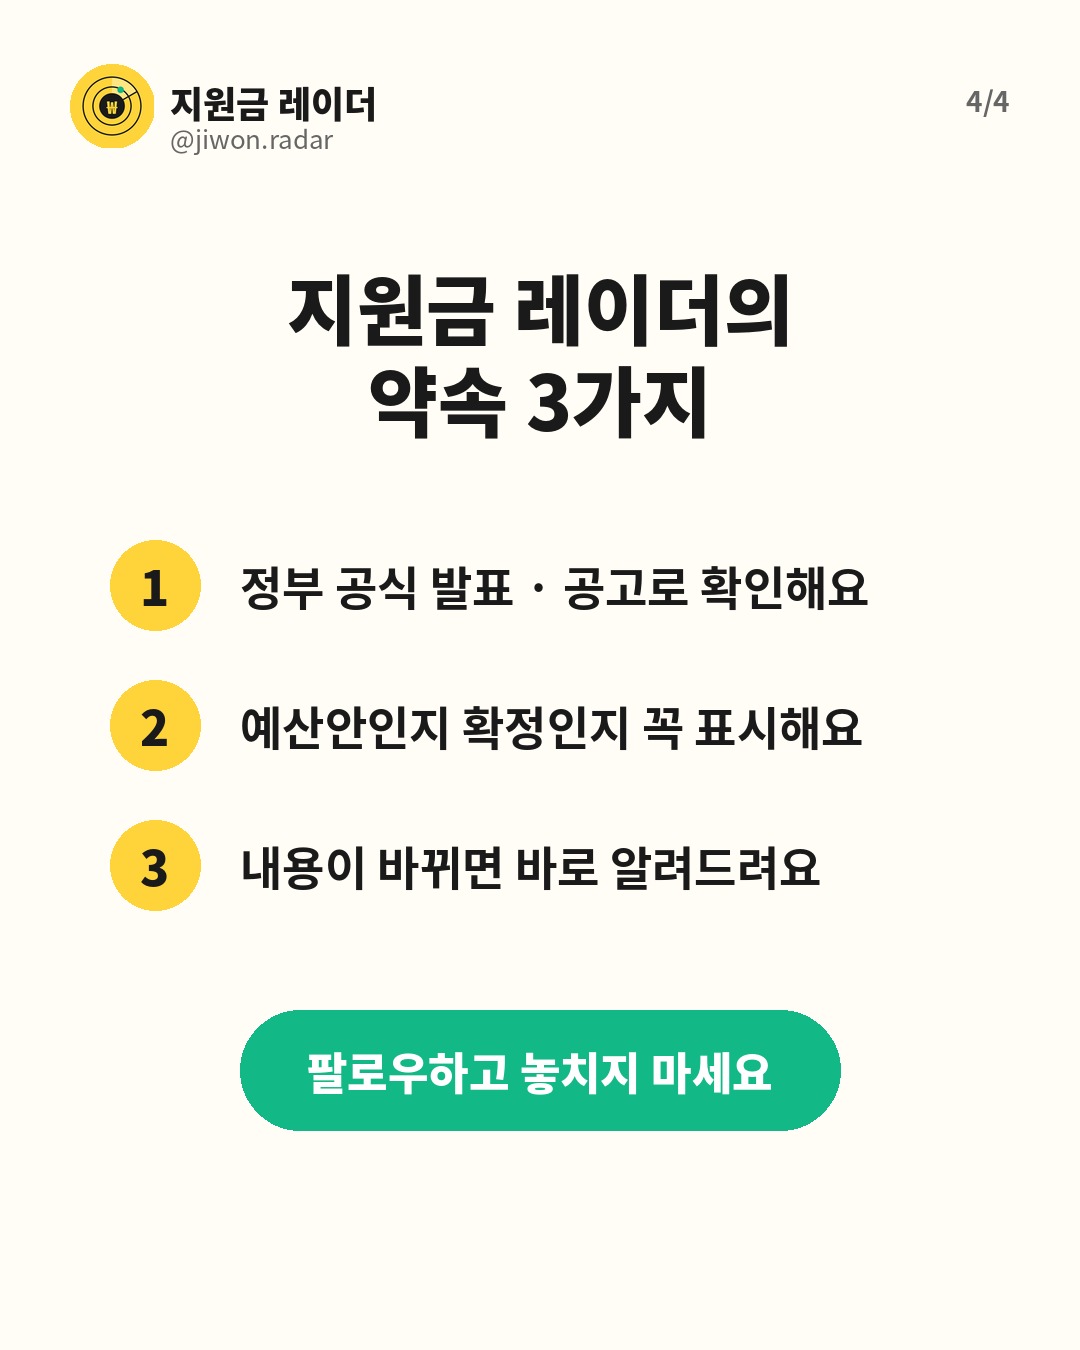 ₩
지원금 레이더
@jiwon.radar
4/4
지원금 레이더의
약속 3가지
1 정부 공식 발표 · 공고로 확인해요
2 예산안인지 확정인지 꼭 표시해요
3 내용이 바뀌면 바로 알려드려요
팔로우하고 놓치지 마세요